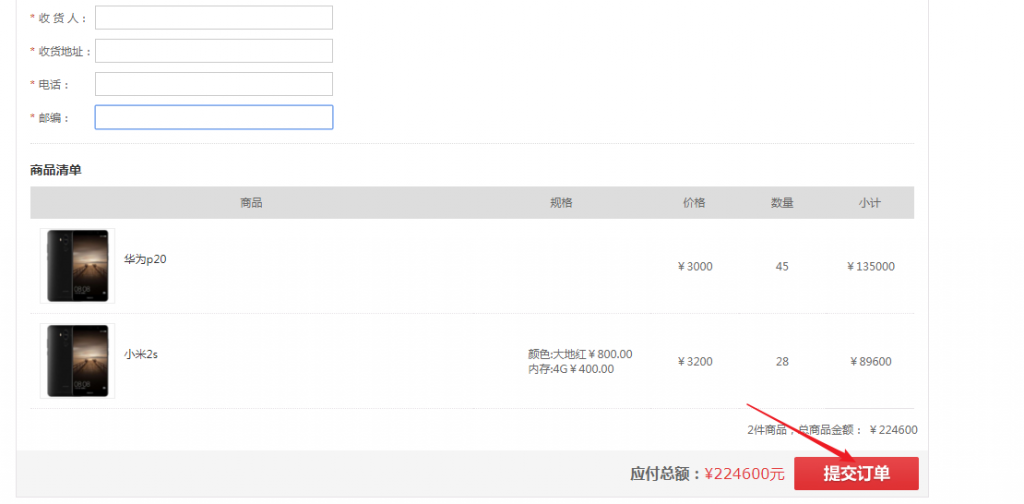 * 收 货 人：
* 收货地址：
* 电话：
* 邮编：
商品清单
商品 规格 价格 数量 小计
华为p20 ￥3000 45 ￥135000
小米2s 颜色:大地红￥800.00 ￥3200 28 ￥89600
内存:4G￥400.00
2件商品，总商品金额： ￥224600
应付总额：￥224600元 提交订单